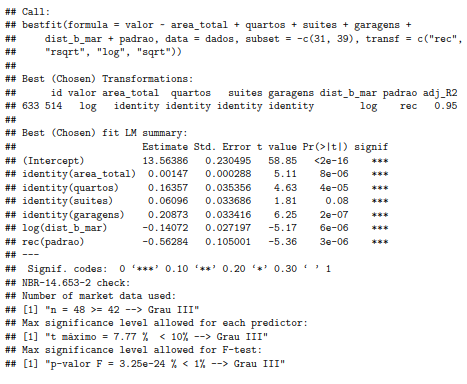 ## Call:
## bestfit(formula = valor ~ area_total + quartos + suites + garagens +
##     dist_b_mar + padrao, data = dados, subset = -c(31, 39), transf = c("rec",
##     "rsqrt", "log", "sqrt"))
##
## Best (Chosen) Transformations:
##      id valor area_total  quartos   suites garagens dist_b_mar padrao adj_R2
## 633 514   log   identity identity identity identity        log    rec   0.95
##
## Best (Chosen) fit LM summary:
##                      Estimate Std. Error t value Pr(>|t|) signif
## (Intercept)          13.56386   0.230495   58.85   <2e-16    ***
## identity(area_total)  0.00147   0.000288    5.11    8e-06    ***
## identity(quartos)     0.16357   0.035356    4.63    4e-05    ***
## identity(suites)      0.06096   0.033686    1.81     0.08    ***
## identity(garagens)    0.20873   0.033416    6.25    2e-07    ***
## log(dist_b_mar)      -0.14072   0.027197   -5.17    6e-06    ***
## rec(padrao)          -0.56284   0.105001   -5.36    3e-06    ***
## ---
##  Signif. codes:  0 ‘***’ 0.10 ‘**’ 0.20 ‘*’ 0.30 ‘ ’ 1
## NBR-14.653-2 check:
## Number of market data used:
## [1] "n = 48 >= 42 --> Grau III"
## Max significance level allowed for each predictor:
## [1] "t máximo = 7.77 %  < 10% --> Grau III"
## Max significance level allowed for F-test:
## [1] "p-valor F = 3.25e-24 % < 1% --> Grau III"